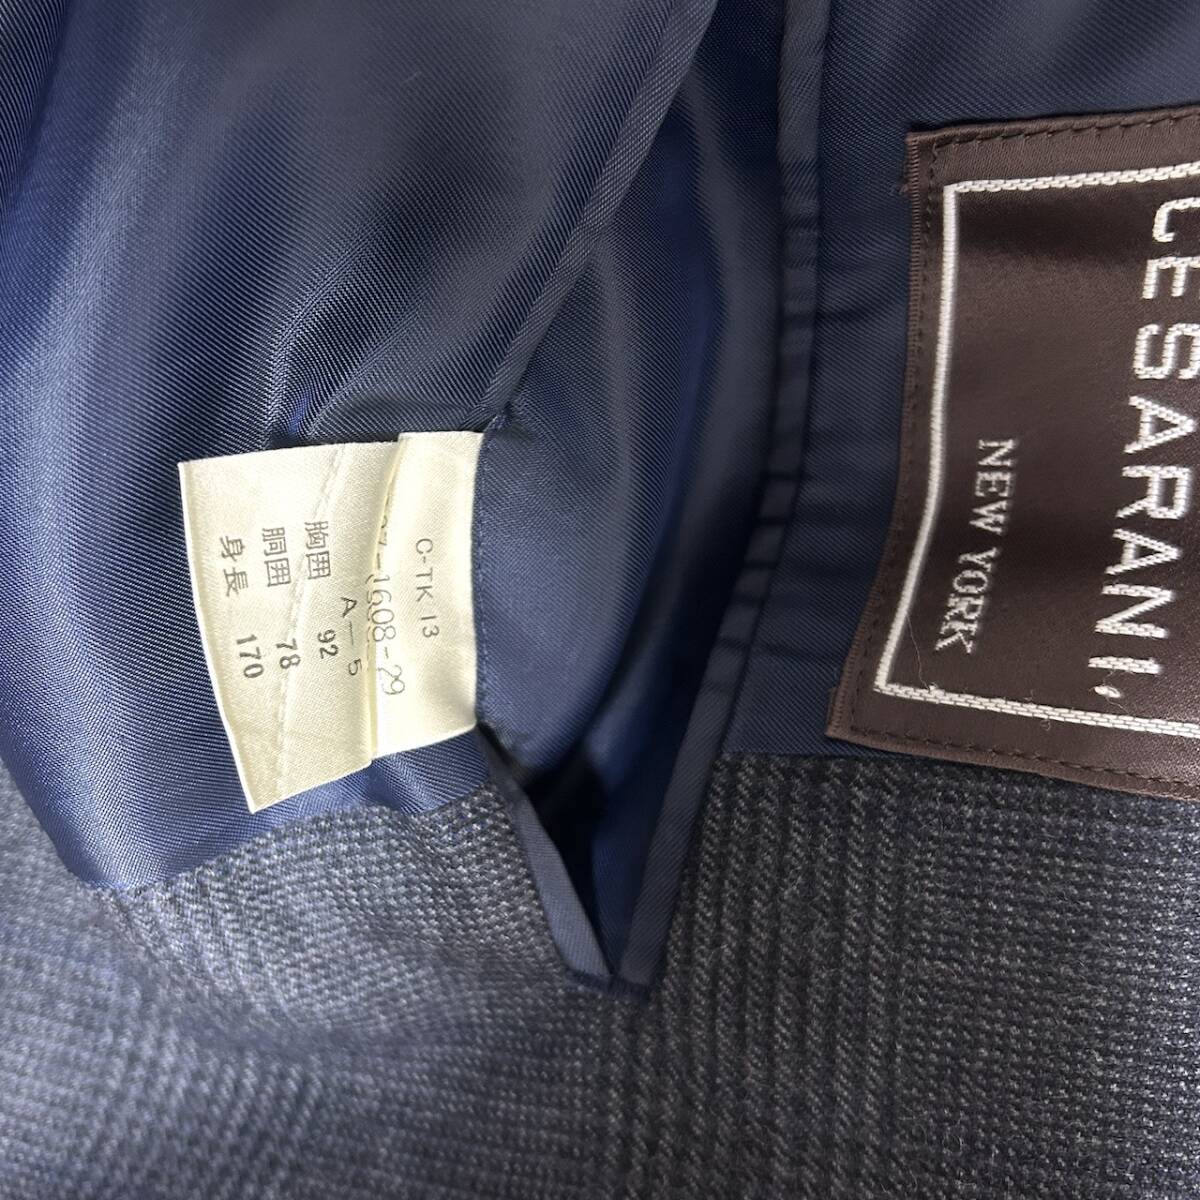 CESARANI
NEW YORK
C-TK 13
-1608-29
A-5
胸囲 92
胴囲 78
身長 170